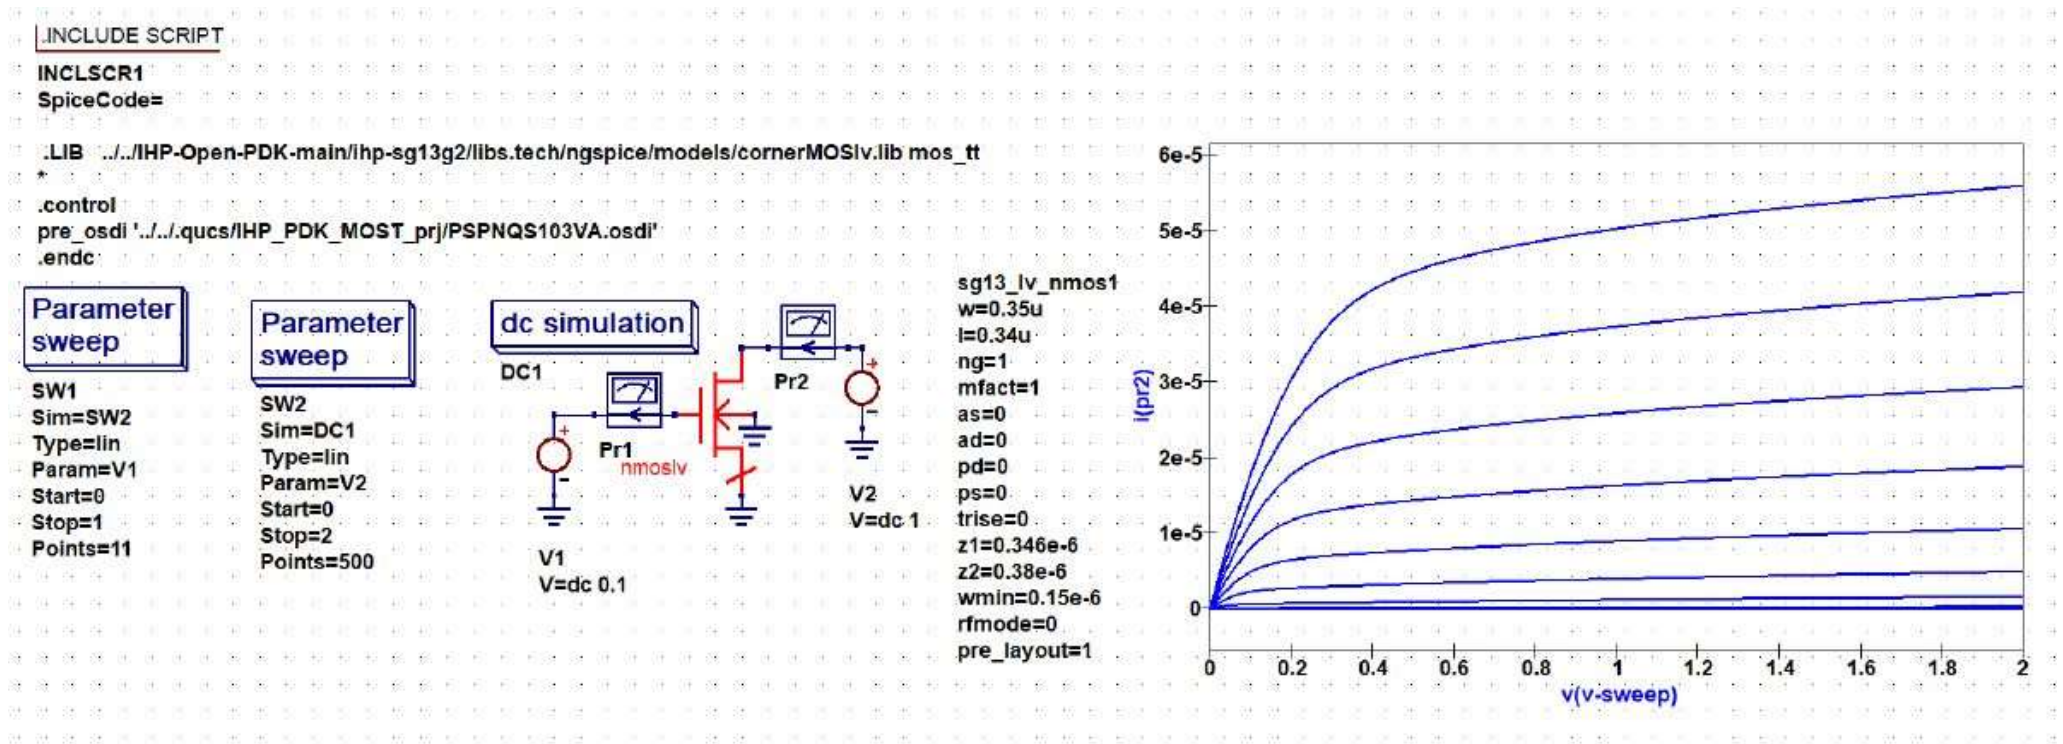 .INCLUDE SCRIPT
INCLSCR1
SpiceCode=
.LIB ../../IHP-Open-PDK-main/ihp-sg13g2/libs.tech/ngspice/models/cornerMOSlv.lib mos_tt
*
.control
pre_osdi '../../.qucs/IHP_PDK_MOST_prj/PSPNQS103VA.osdi'
.endc
Parameter
sweep
SW1
Sim=SW2
Type=lin
Param=V1
Start=0
Stop=1
Points=11
Parameter
sweep
SW2
Sim=DC1
Type=lin
Param=V2
Start=0
Stop=2
Points=500
dc simulation
DC1
Pr1
nmoslv
+
-
V1
V=dc 0.1
Pr2
+
-
V2
V=dc 1
sg13_lv_nmos1
w=0.35u
l=0.34u
ng=1
mfact=1
as=0
ad=0
pd=0
ps=0
trise=0
z1=0.346e-6
z2=0.38e-6
wmin=0.15e-6
rfmode=0
pre_layout=1
i(pr2)
6e-5
5e-5
4e-5
3e-5
2e-5
1e-5
0
0 0.2 0.4 0.6 0.8 1 1.2 1.4 1.6 1.8 2
v(v-sweep)